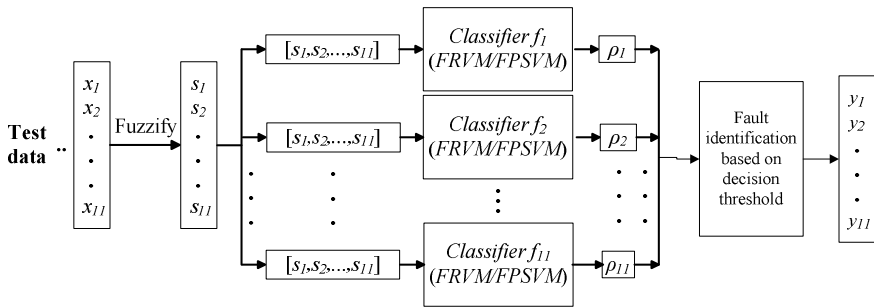 Test
data ..
x1
x2
.
.
.
x11
Fuzzify
s1
s2
.
.
.
s11
[s1,s2,...,s11]
Classifier f1
(FRVM/FPSVM)
ρ1
[s1,s2,...,s11]
Classifier f2
(FRVM/FPSVM)
ρ2
[s1,s2,...,s11]
Classifier f11
(FRVM/FPSVM)
ρ11
Fault
identification
based on
decision
threshold
y1
y2
.
.
.
y11